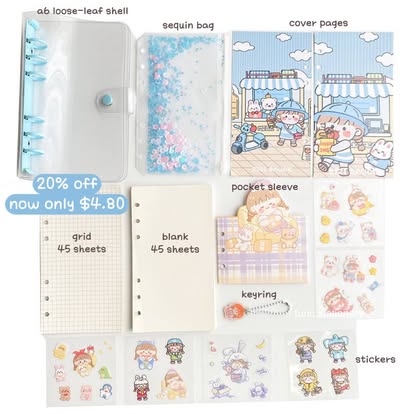 a6 loose-leaf shell
sequin bag
cover pages
20% off
now only $4.80
grid
45 sheets
blank
45 sheets
pocket sleeve
keyring
stickers